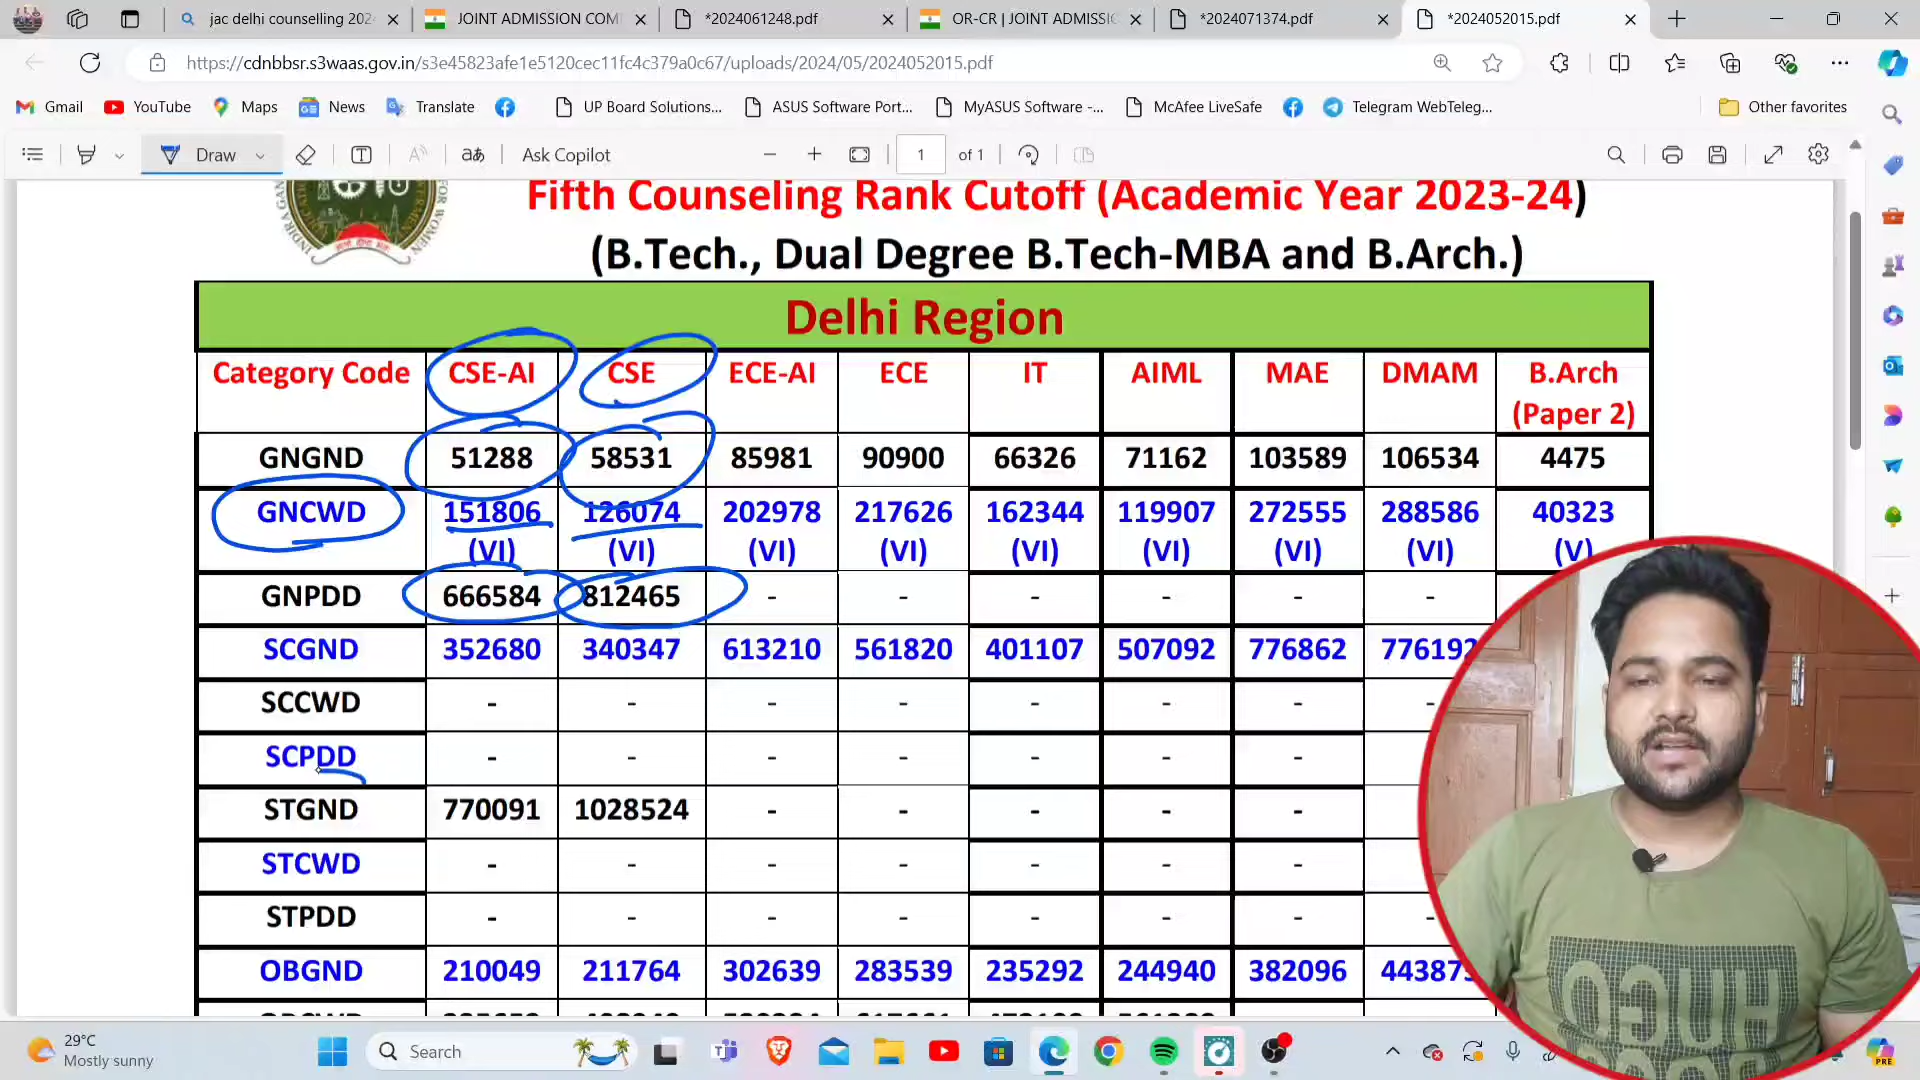 jac delhi counselling 202
JOINT ADMISSION COM
*2024061248.pdf
OR-CR | JOINT ADMISSIO
*2024071374.pdf
*2024052015.pdf
https://cdnbbsr.s3waas.gov.in/s3e45823afe1e5120cec11fc4c379a0c67/uploads/2024/05/2024052015.pdf
Gmail YouTube Maps News Translate UP Board Solutions... ASUS Software Port... MyASUS Software -... McAfee LiveSafe Telegram WebTeleg... Other favorites
Draw aあ Ask Copilot 1 of 1
Fifth Counseling Rank Cutoff (Academic Year 2023-24)
(B.Tech., Dual Degree B.Tech-MBA and B.Arch.)
Delhi Region
Category Code CSE-AI CSE ECE-AI ECE IT AIML MAE DMAM B.Arch
(Paper 2)
GNGND 51288 58531 85981 90900 66326 71162 103589 106534 4475
GNCWD 151806 126074 202978 217626 162344 119907 272555 288586 40323
(VI) (VI) (VI) (VI) (VI) (VI) (VI) (VI) (V)
GNPDD 666584 812465 - - - - - -
SCGND 352680 340347 613210 561820 401107 507092 776862 776192
SCCWD - - - - - - - -
SCPDD - - - - - - - -
STGND 770091 1028524 - - - - - -
STCWD - - - - - - - -
STPDD - - - - - - - -
OBGND 210049 211764 302639 283539 235292 244940 382096 443873
29°C
Mostly sunny
Search
PRE